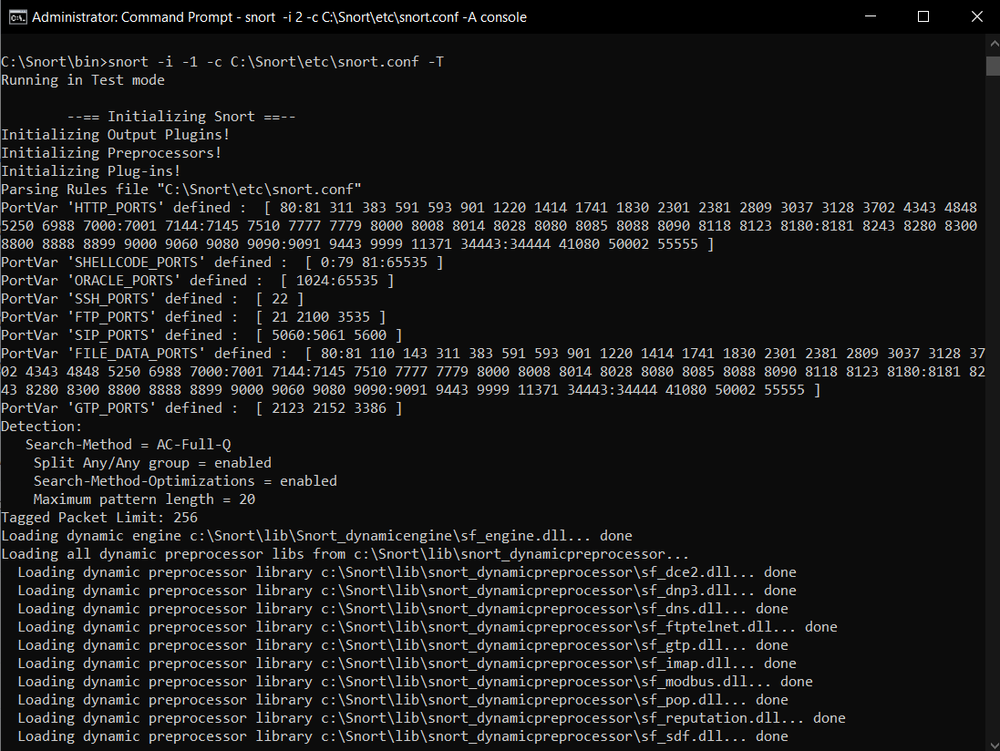 Administrator: Command Prompt - snort  -i 2 -c C:\Snort\etc\snort.conf -A console
C:\Snort\bin>snort -i -1 -c C:\Snort\etc\snort.conf -T
Running in Test mode
        --== Initializing Snort ==--
Initializing Output Plugins!
Initializing Preprocessors!
Initializing Plug-ins!
Parsing Rules file "C:\Snort\etc\snort.conf"
PortVar 'HTTP_PORTS' defined :  [ 80:81 311 383 591 593 901 1220 1414 1741 1830 2301 2381 2809 3037 3128 3702 4343 4848
5250 6988 7000:7001 7144:7145 7510 7777 7779 8000 8008 8014 8028 8080 8085 8088 8090 8118 8123 8180:8181 8243 8280 8300
8800 8888 8899 9000 9060 9080 9090:9091 9443 9999 11371 34443:34444 41080 50002 55555 ]
PortVar 'SHELLCODE_PORTS' defined :  [ 0:79 81:65535 ]
PortVar 'ORACLE_PORTS' defined :  [ 1024:65535 ]
PortVar 'SSH_PORTS' defined :  [ 22 ]
PortVar 'FTP_PORTS' defined :  [ 21 2100 3535 ]
PortVar 'SIP_PORTS' defined :  [ 5060:5061 5600 ]
PortVar 'FILE_DATA_PORTS' defined :  [ 80:81 110 143 311 383 591 593 901 1220 1414 1741 1830 2301 2381 2809 3037 3128 37
02 4343 4848 5250 6988 7000:7001 7144:7145 7510 7777 7779 8000 8008 8014 8028 8080 8085 8088 8090 8118 8123 8180:8181 82
43 8280 8300 8800 8888 8899 9000 9060 9080 9090:9091 9443 9999 11371 34443:34444 41080 50002 55555 ]
PortVar 'GTP_PORTS' defined :  [ 2123 2152 3386 ]
Detection:
   Search-Method = AC-Full-Q
    Split Any/Any group = enabled
    Search-Method-Optimizations = enabled
    Maximum pattern length = 20
Tagged Packet Limit: 256
Loading dynamic engine c:\Snort\lib\Snort_dynamicengine\sf_engine.dll... done
Loading all dynamic preprocessor libs from c:\Snort\lib\snort_dynamicpreprocessor...
  Loading dynamic preprocessor library c:\Snort\lib\snort_dynamicpreprocessor\sf_dce2.dll... done
  Loading dynamic preprocessor library c:\Snort\lib\snort_dynamicpreprocessor\sf_dnp3.dll... done
  Loading dynamic preprocessor library c:\Snort\lib\snort_dynamicpreprocessor\sf_dns.dll... done
  Loading dynamic preprocessor library c:\Snort\lib\snort_dynamicpreprocessor\sf_ftptelnet.dll... done
  Loading dynamic preprocessor library c:\Snort\lib\snort_dynamicpreprocessor\sf_gtp.dll... done
  Loading dynamic preprocessor library c:\Snort\lib\snort_dynamicpreprocessor\sf_imap.dll... done
  Loading dynamic preprocessor library c:\Snort\lib\snort_dynamicpreprocessor\sf_modbus.dll... done
  Loading dynamic preprocessor library c:\Snort\lib\snort_dynamicpreprocessor\sf_pop.dll... done
  Loading dynamic preprocessor library c:\Snort\lib\snort_dynamicpreprocessor\sf_reputation.dll... done
  Loading dynamic preprocessor library c:\Snort\lib\snort_dynamicpreprocessor\sf_sdf.dll... done